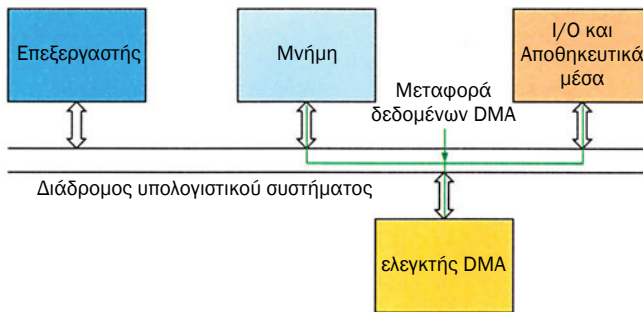 Επεξεργαστής
Μνήμη
I/O και
Αποθηκευτικά
μέσα
Μεταφορά
δεδομένων DMA
Διάδρομος υπολογιστικού συστήματος
ελεγκτής DMA